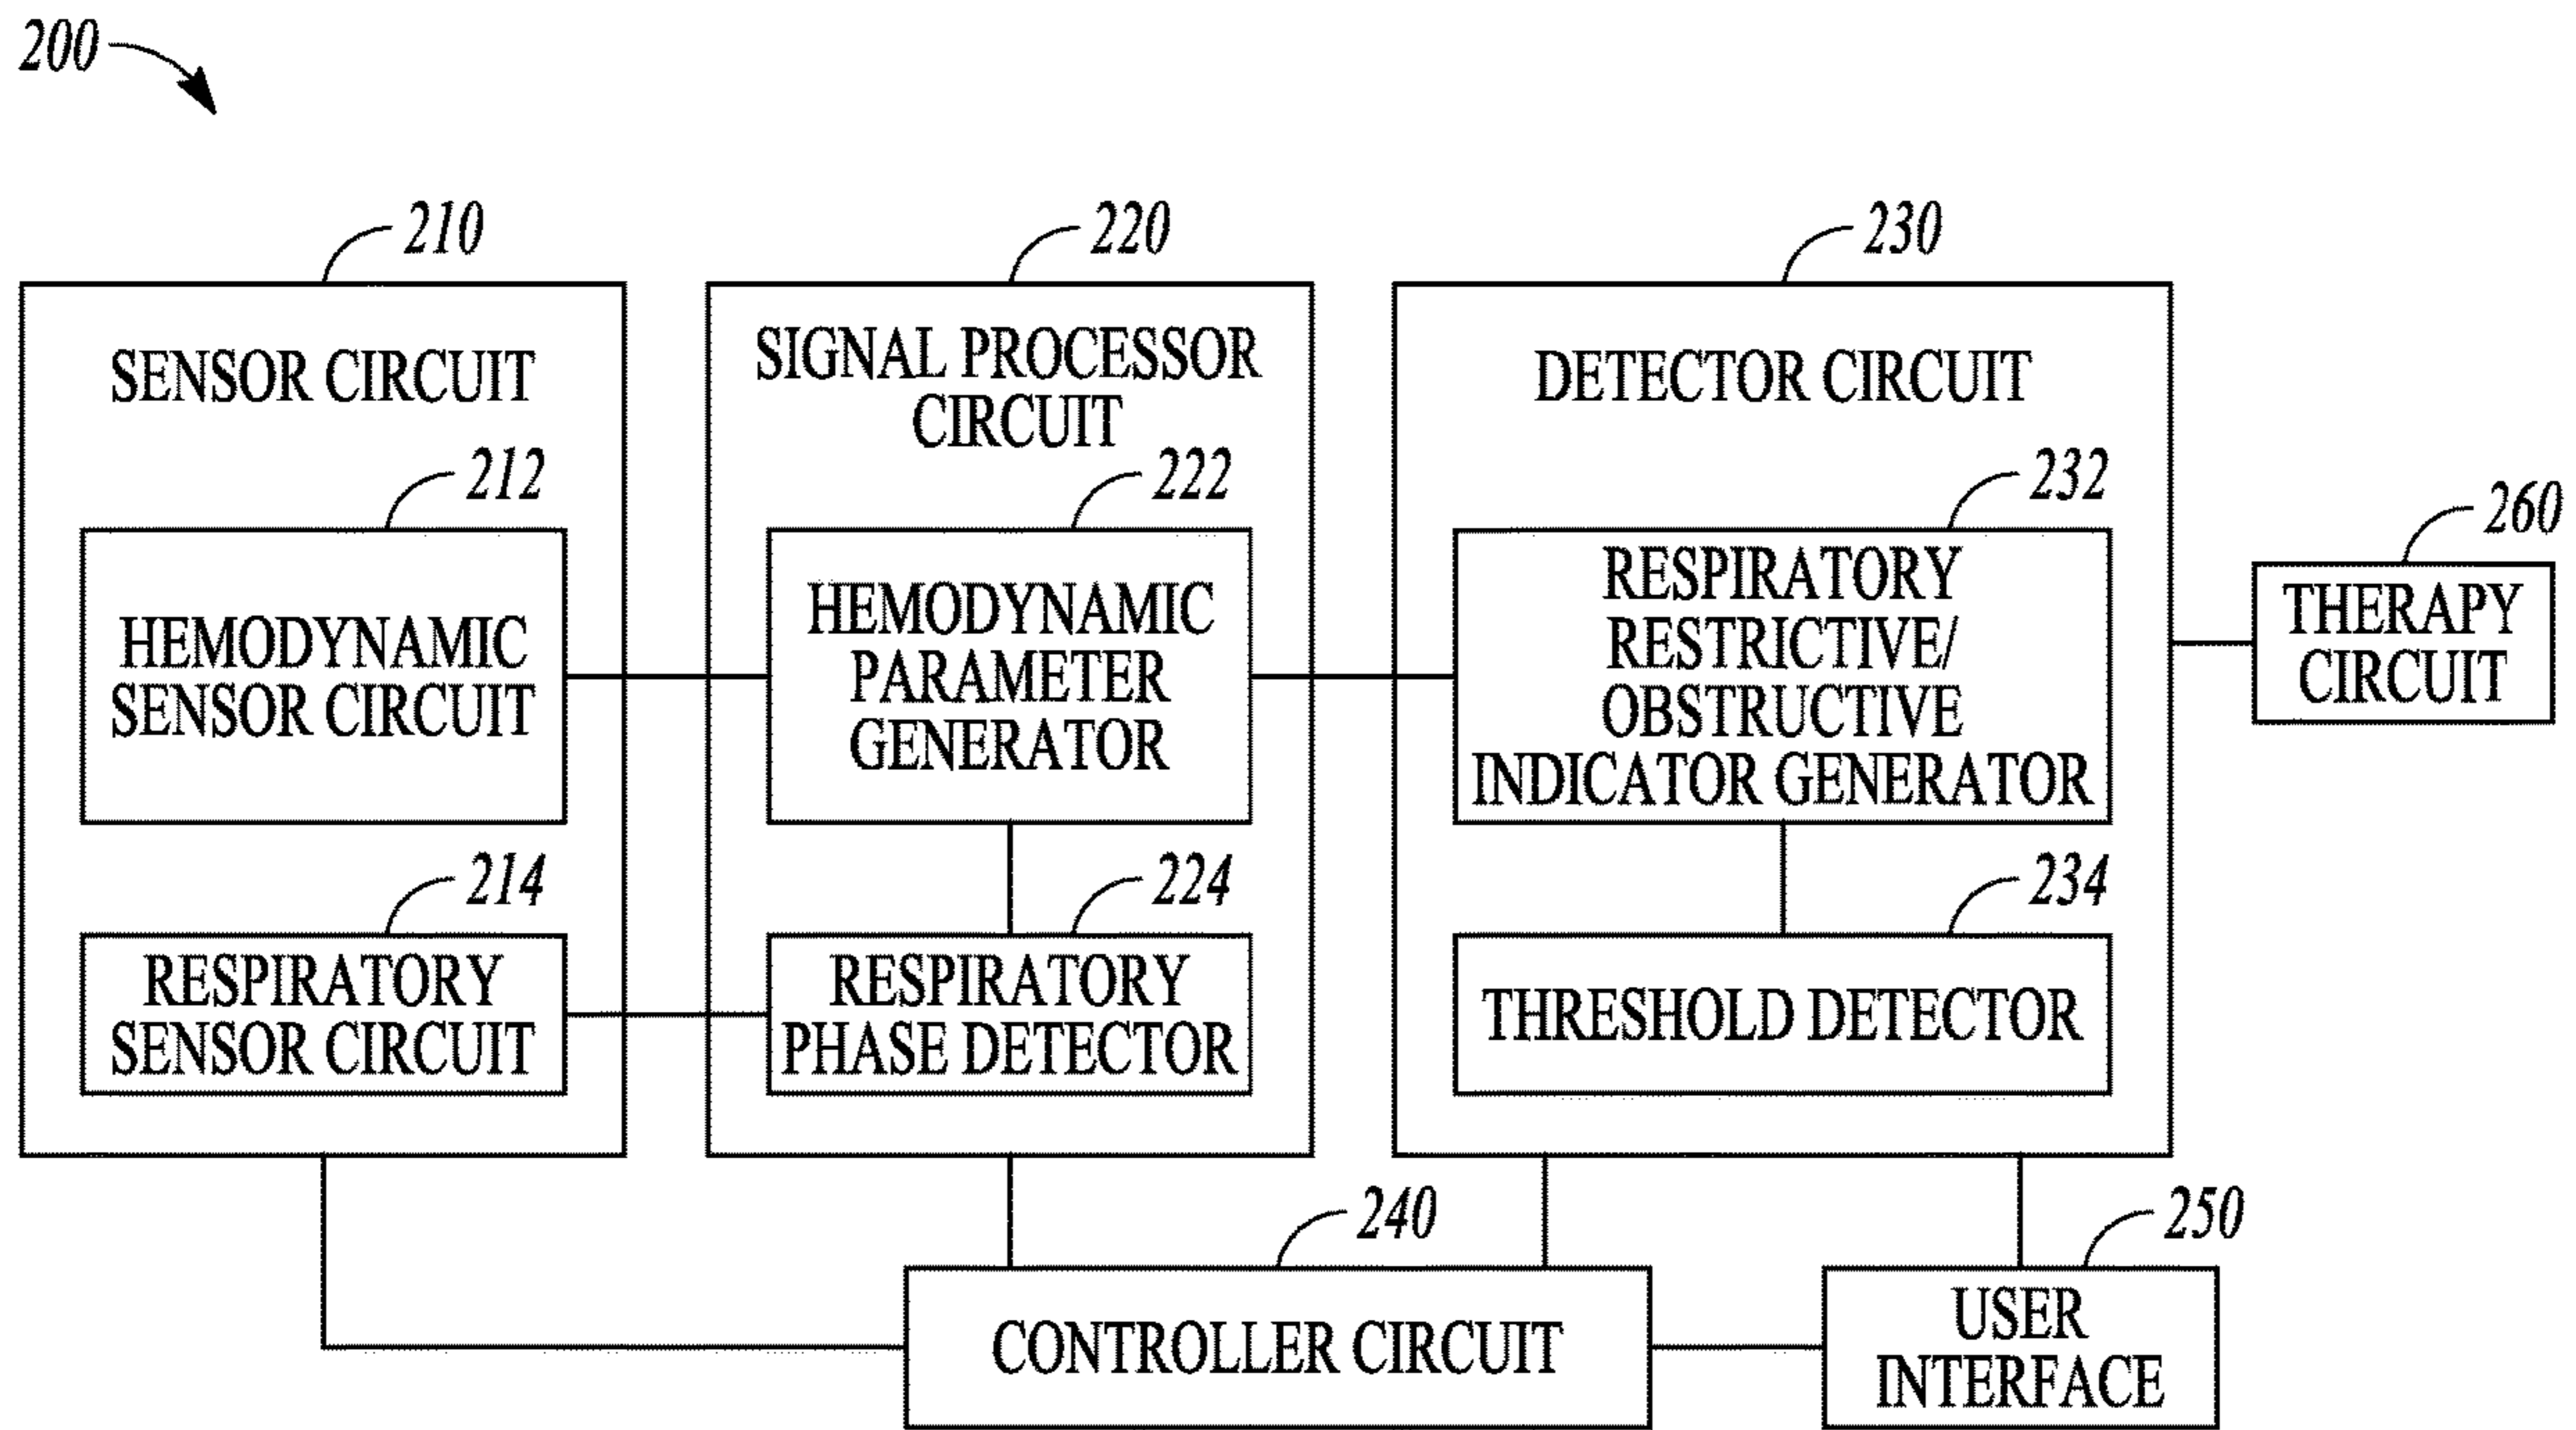 200
210
220
230
SENSOR CIRCUIT
SIGNAL PROCESSOR
CIRCUIT
DETECTOR CIRCUIT
212
222
232
260
HEMODYNAMIC
SENSOR CIRCUIT
HEMODYNAMIC
PARAMETER
GENERATOR
RESPIRATORY
RESTRICTIVE/
OBSTRUCTIVE
INDICATOR GENERATOR
THERAPY
CIRCUIT
214
224
234
RESPIRATORY
SENSOR CIRCUIT
RESPIRATORY
PHASE DETECTOR
THRESHOLD DETECTOR
240
250
CONTROLLER CIRCUIT
USER
INTERFACE